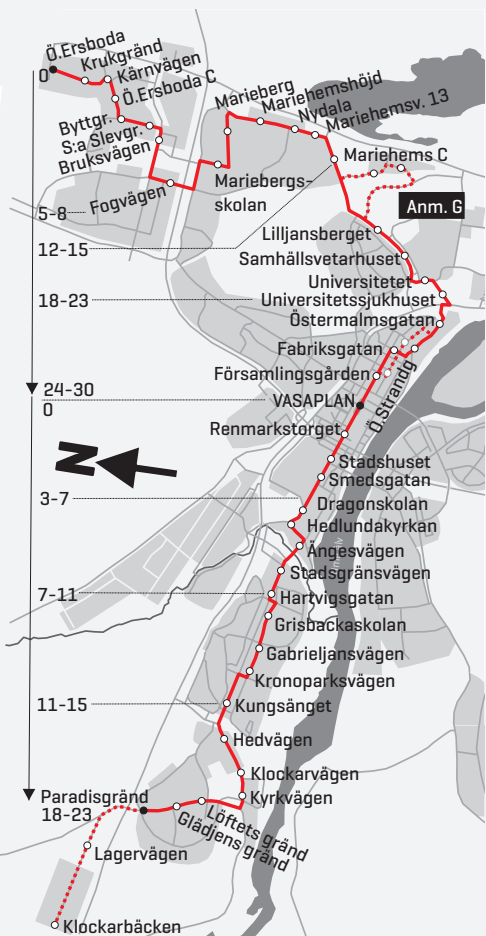 Ö.Ersboda
Krukgränd
0
Kärnvägen
Ö.Ersboda C
Byttgr.
S:a Slevgr.
Bruksvägen
Fogvägen
5-8
Marieberg
Mariehemshöjd
Nydala
Mariehemsv. 13
Mariehems C
Mariebergs-
skolan
Anm. G
12-15
Lilljansberget
Samhällsvetarhuset
Universitetet
18-23
Universitetssjukhuset
Östermalmsgatan
Fabriksgatan
Ö.Strandg
Församlingsgården
24-30
0
VASAPLAN
Renmarkstorget
N
Stadshuset
Smedsgatan
3-7
Dragonskolan
Hedlundakyrkan
Ängesvägen
Stadsgränsvägen
7-11
Hartvigsgatan
Grisbackaskolan
Gabrieljansvägen
Kronoparksvägen
11-15
Kungsänget
Hedvägen
Klockarvägen
Kyrkvägen
Paradisgränd
18-23
Löftets gränd
Glädjens gränd
Lagervägen
Klockarbäcken